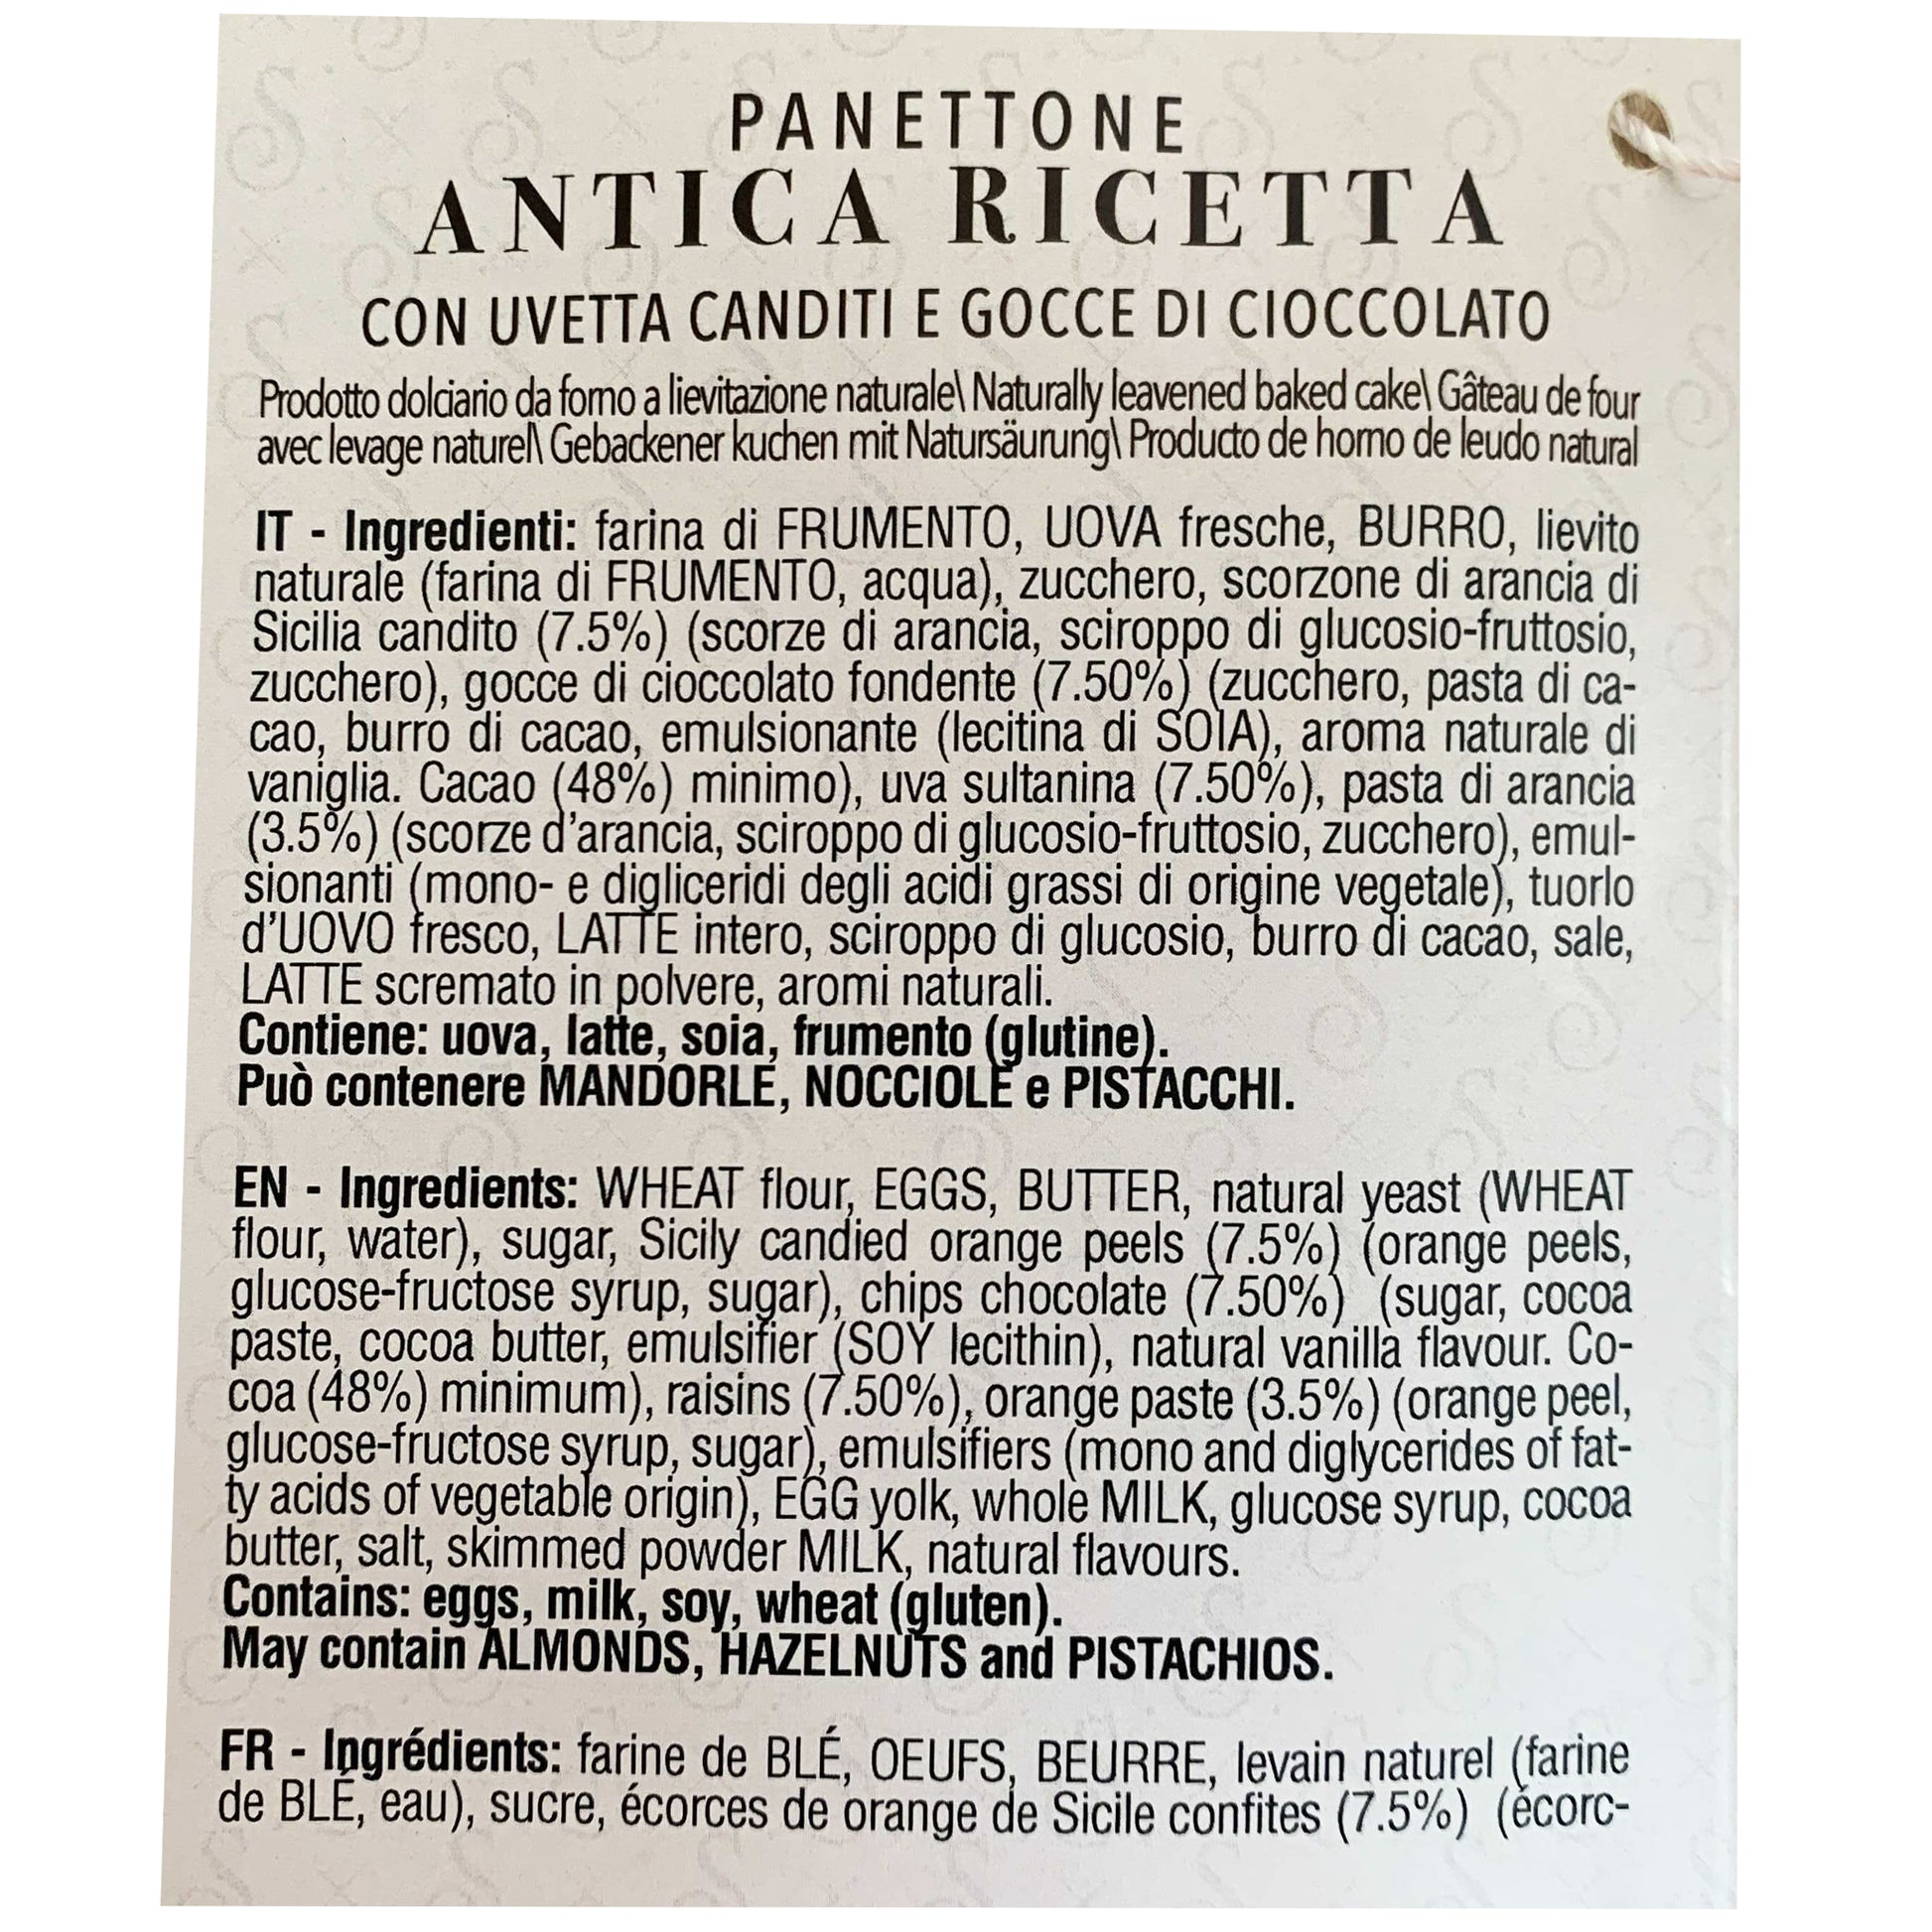 PANETTONE
ANTICA RICETTA
CON UVETTA CANDITI E GOCCE DI CIOCCOLATO
Prodotto dolciario da forno a lievitazione naturale\ Naturally leavened baked cake\ Gâteau de four
avec levage naturel\ Gebackener kuchen mit Natursäurung\ Producto de horno de leudo natural
IT - Ingredienti: farina di FRUMENTO, UOVA fresche, BURRO, lievito
naturale (farina di FRUMENTO, acqua), zucchero, scorzone di arancia di
Sicilia candito (7.5%) (scorze di arancia, sciroppo di glucosio-fruttosio,
zucchero), gocce di cioccolato fondente (7.50%) (zucchero, pasta di ca-
cao, burro di cacao, emulsionante (lecitina di SOIA), aroma naturale di
vaniglia. Cacao (48%) minimo), uva sultanina (7.50%), pasta di arancia
(3.5%) (scorze d'arancia, sciroppo di glucosio-fruttosio, zucchero), emul-
sionanti (mono- e digliceridi degli acidi grassi di origine vegetale), tuorlo
d'UOVO fresco, LATTE intero, sciroppo di glucosio, burro di cacao, sale,
LATTE scremato in polvere, aromi naturali.
Contiene: uova, latte, soia, frumento (glutine).
Può contenere MANDORLE, NOCCIOLE e PISTACCHI.
EN - Ingredients: WHEAT flour, EGGS, BUTTER, natural yeast (WHEAT
flour, water), sugar, Sicily candied orange peels (7.5%) (orange peels,
glucose-fructose syrup, sugar), chips chocolate (7.50%) (sugar, cocoa
paste, cocoa butter, emulsifier (SOY lecithin), natural vanilla flavour. Co-
coa (48%) minimum), raisins (7.50%), orange paste (3.5%) (orange peel,
glucose-fructose syrup, sugar), emulsifiers (mono and diglycerides of fat-
ty acids of vegetable origin), EGG yolk, whole MILK, glucose syrup, cocoa
butter, salt, skimmed powder MILK, natural flavours.
Contains: eggs, milk, soy, wheat (gluten).
May contain ALMONDS, HAZELNUTS and PISTACHIOS.
FR - Ingrédients: farine de BLÉ, OEUFS, BEURRE, levain naturel (farine
de BLÉ, eau), sucre, écorces de orange de Sicile confites (7.5%) (écorc-